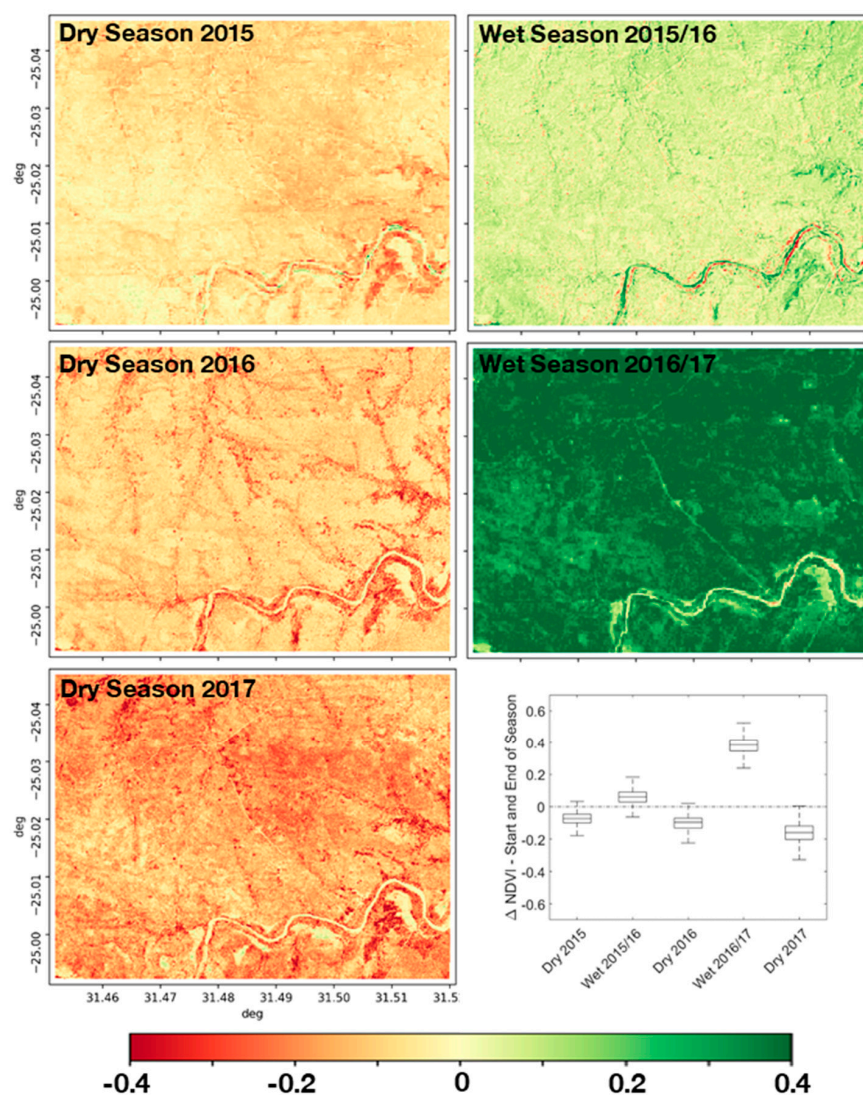 Dry Season 2015
Wet Season 2015/16
−25.04
−25.03
−25.02
−25.01
−25.00
deg
Dry Season 2016
Wet Season 2016/17
−25.04
−25.03
−25.02
−25.01
−25.00
deg
Dry Season 2017
−25.04
−25.03
−25.02
−25.01
−25.00
deg
31.46 31.47 31.48 31.49 31.50 31.51 31.5
deg
Δ NDVI - Start and End of Season
0.6
0.4
0.2
0
-0.2
-0.4
-0.6
Dry 2015
Wet 2015/16
Dry 2016
Wet 2016/17
Dry 2017
-0.4 -0.2 0 0.2 0.4